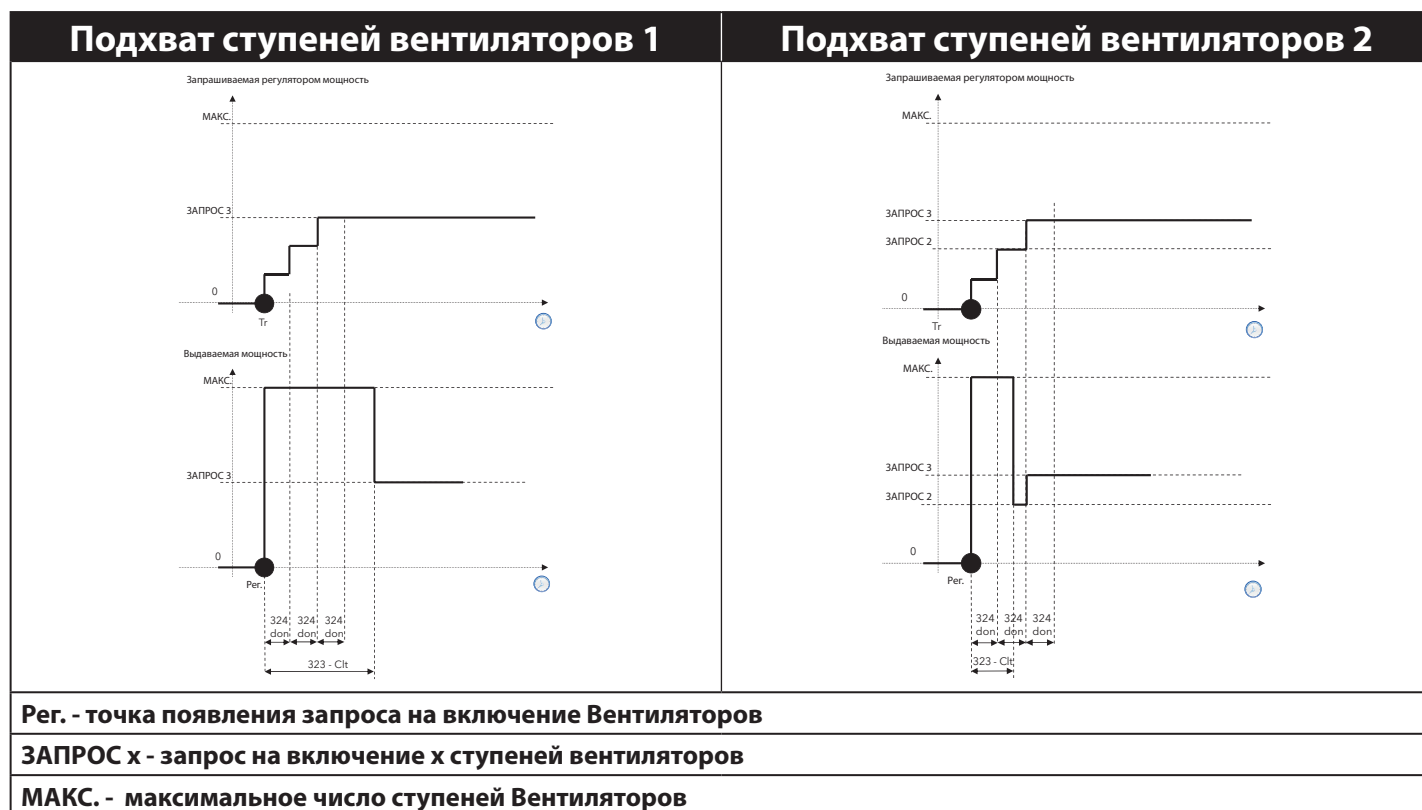 Подхват ступеней вентиляторов 1
Запрашиваемая регулятором мощность
МАКС.
ЗАПРОС 3
0
Tr
Выдаваемая мощность
МАКС.
ЗАПРОС 3
0
Рег.
324 324 324
don don don
323 - Clt
Подхват ступеней вентиляторов 2
Запрашиваемая регулятором мощность
МАКС.
ЗАПРОС 3
ЗАПРОС 2
0
Tr
Выдаваемая мощность
МАКС.
ЗАПРОС 3
ЗАПРОС 2
0
Рег.
324 324 324
don don don
323 - Clt
Рег. - точка появления запроса на включение Вентиляторов
ЗАПРОС х - запрос на включение х ступеней вентиляторов
МАКС. - максимальное число ступеней Вентиляторов